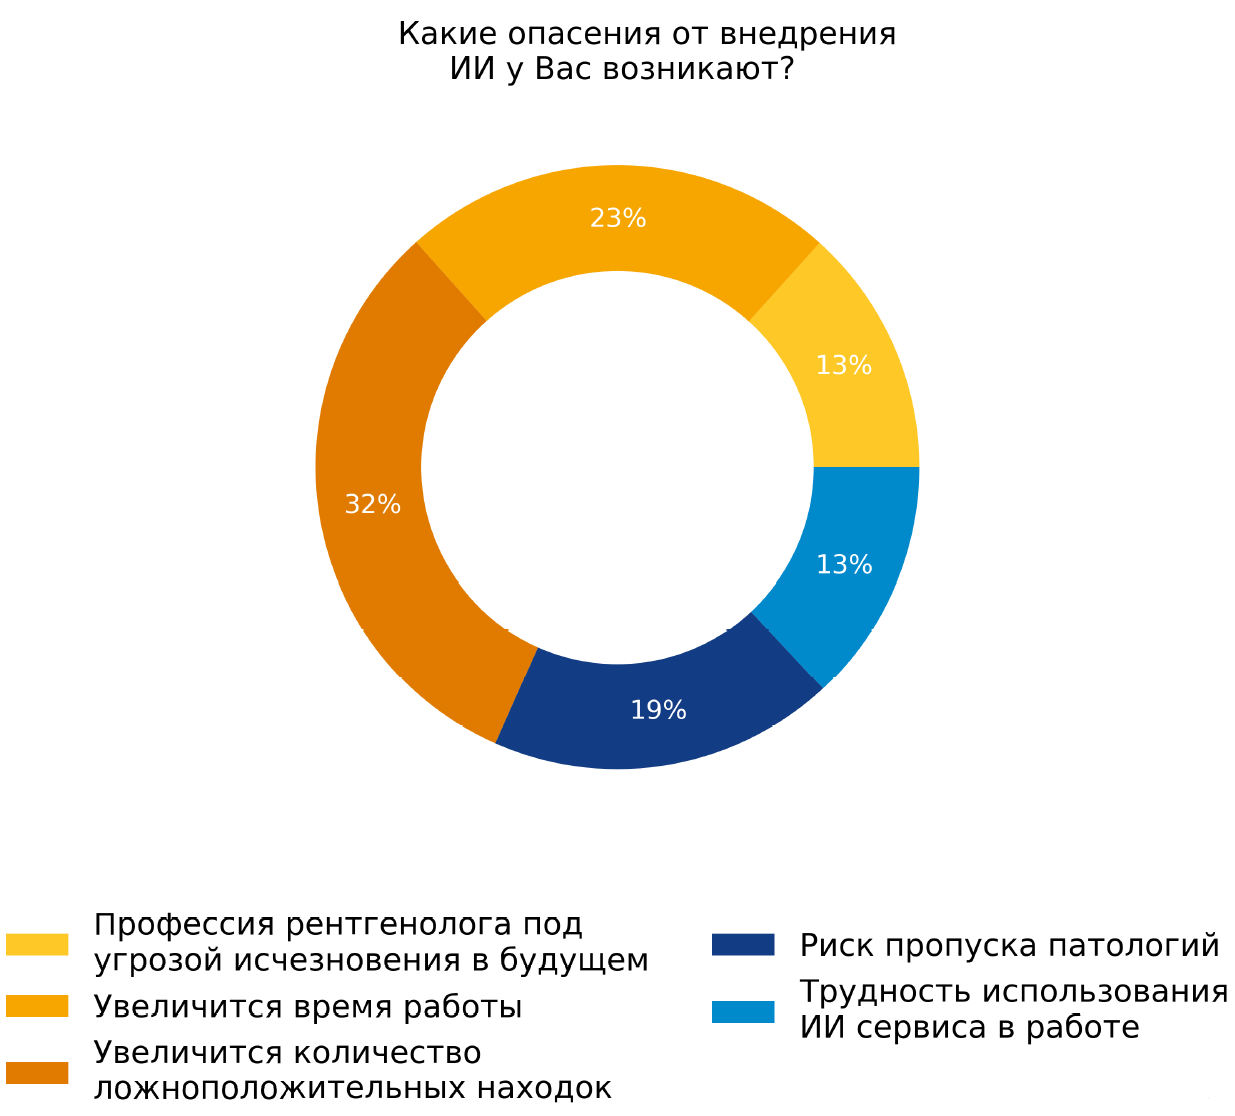 Какие опасения от внедрения
ИИ у Вас возникают?
23%
13%
32%
13%
19%
Профессия рентгенолога под
угрозой исчезновения в будущем
Увеличится время работы
Увеличится количество
ложноположительных находок
Риск пропуска патологий
Трудность использования
ИИ сервиса в работе